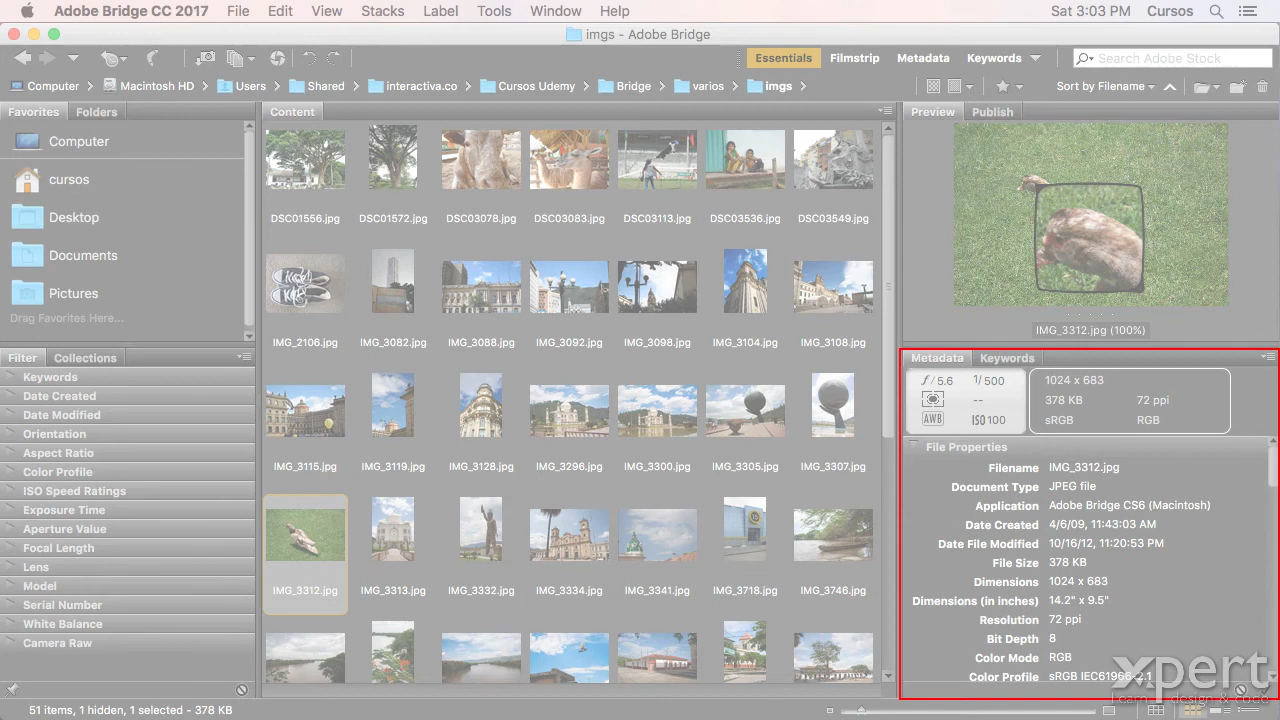 Adobe Bridge CC 2017 File Edit View Stacks Label Tools Window Help Sat 3:03 PM Cursos
imgs - Adobe Bridge
Essentials Filmstrip Metadata Keywords Search Adobe Stock
Computer Macintosh HD Users Shared interactiva.co Cursos Udemy Bridge varios imgs Sort by Filename
Favorites Folders
Computer
cursos
Desktop
Documents
Pictures
Drag Favorites Here...
Filter Collections
Keywords
Date Created
Date Modified
Orientation
Aspect Ratio
Color Profile
ISO Speed Ratings
Exposure Time
Aperture Value
Focal Length
Lens
Model
Serial Number
White Balance
Camera Raw
Content
DSC01556.jpg DSC01572.jpg DSC03078.jpg DSC03083.jpg DSC03113.jpg DSC03536.jpg DSC03549.jpg
IMG_2106.jpg IMG_3082.jpg IMG_3088.jpg IMG_3092.jpg IMG_3098.jpg IMG_3104.jpg IMG_3108.jpg
IMG_3115.jpg IMG_3119.jpg IMG_3128.jpg IMG_3296.jpg IMG_3300.jpg IMG_3305.jpg IMG_3307.jpg
IMG_3312.jpg IMG_3313.jpg IMG_3332.jpg IMG_3334.jpg IMG_3341.jpg IMG_3718.jpg IMG_3746.jpg
Preview Publish
IMG_3312.jpg (100%)
Metadata Keywords
f/5.6 1/500 1024 x 683
-- 378 KB 72 ppi
AWB ISO100 sRGB RGB
File Properties
Filename IMG_3312.jpg
Document Type JPEG file
Application Adobe Bridge CS6 (Macintosh)
Date Created 4/6/09, 11:43:03 AM
Date File Modified 10/16/12, 11:20:53 PM
File Size 378 KB
Dimensions 1024 x 683
Dimensions (in inches) 14.2" x 9.5"
Resolution 72 ppi
Bit Depth 8
Color Mode RGB
Color Profile sRGB IEC61966-2.1
xpert
Learn design & code
51 items, 1 hidden, 1 selected - 378 KB